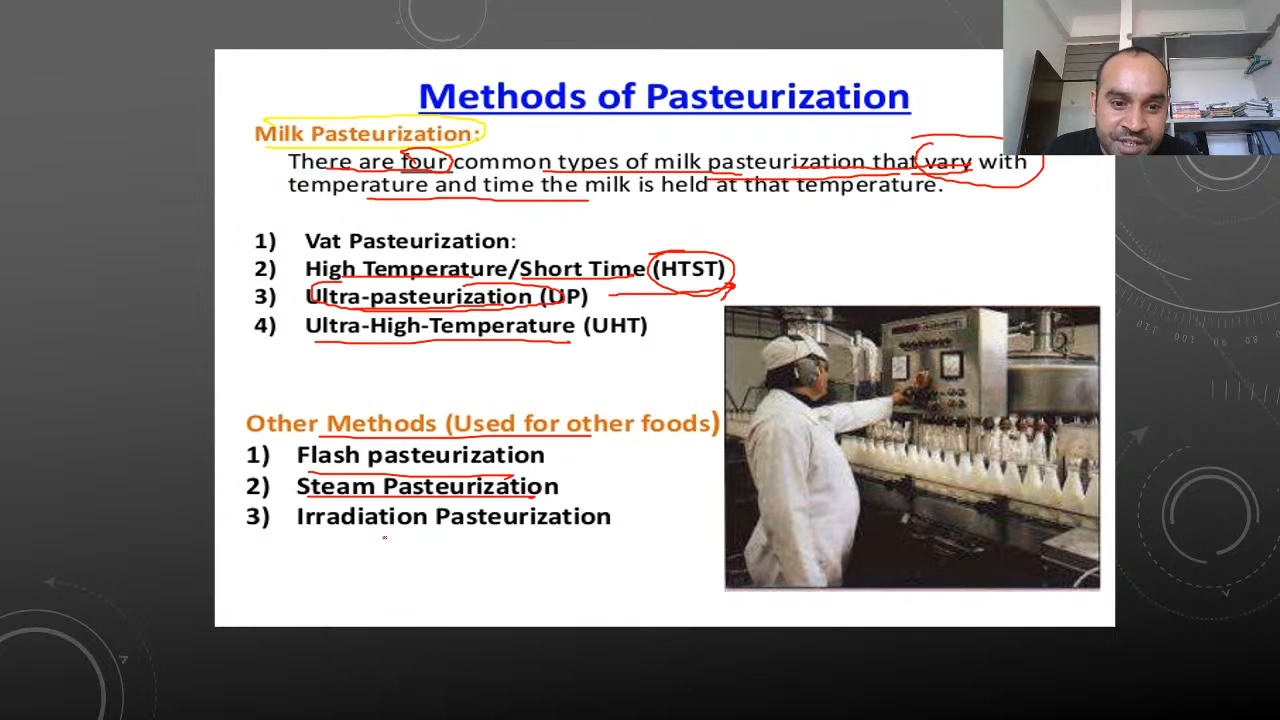 Methods of Pasteurization
Milk Pasteurization:
There are four common types of milk pasteurization that vary with
temperature and time the milk is held at that temperature.
1) Vat Pasteurization:
2) High Temperature/Short Time (HTST)
3) Ultra-pasteurization (UP)
4) Ultra-High-Temperature (UHT)
Other Methods (Used for other foods)
1) Flash pasteurization
2) Steam Pasteurization
3) Irradiation Pasteurization